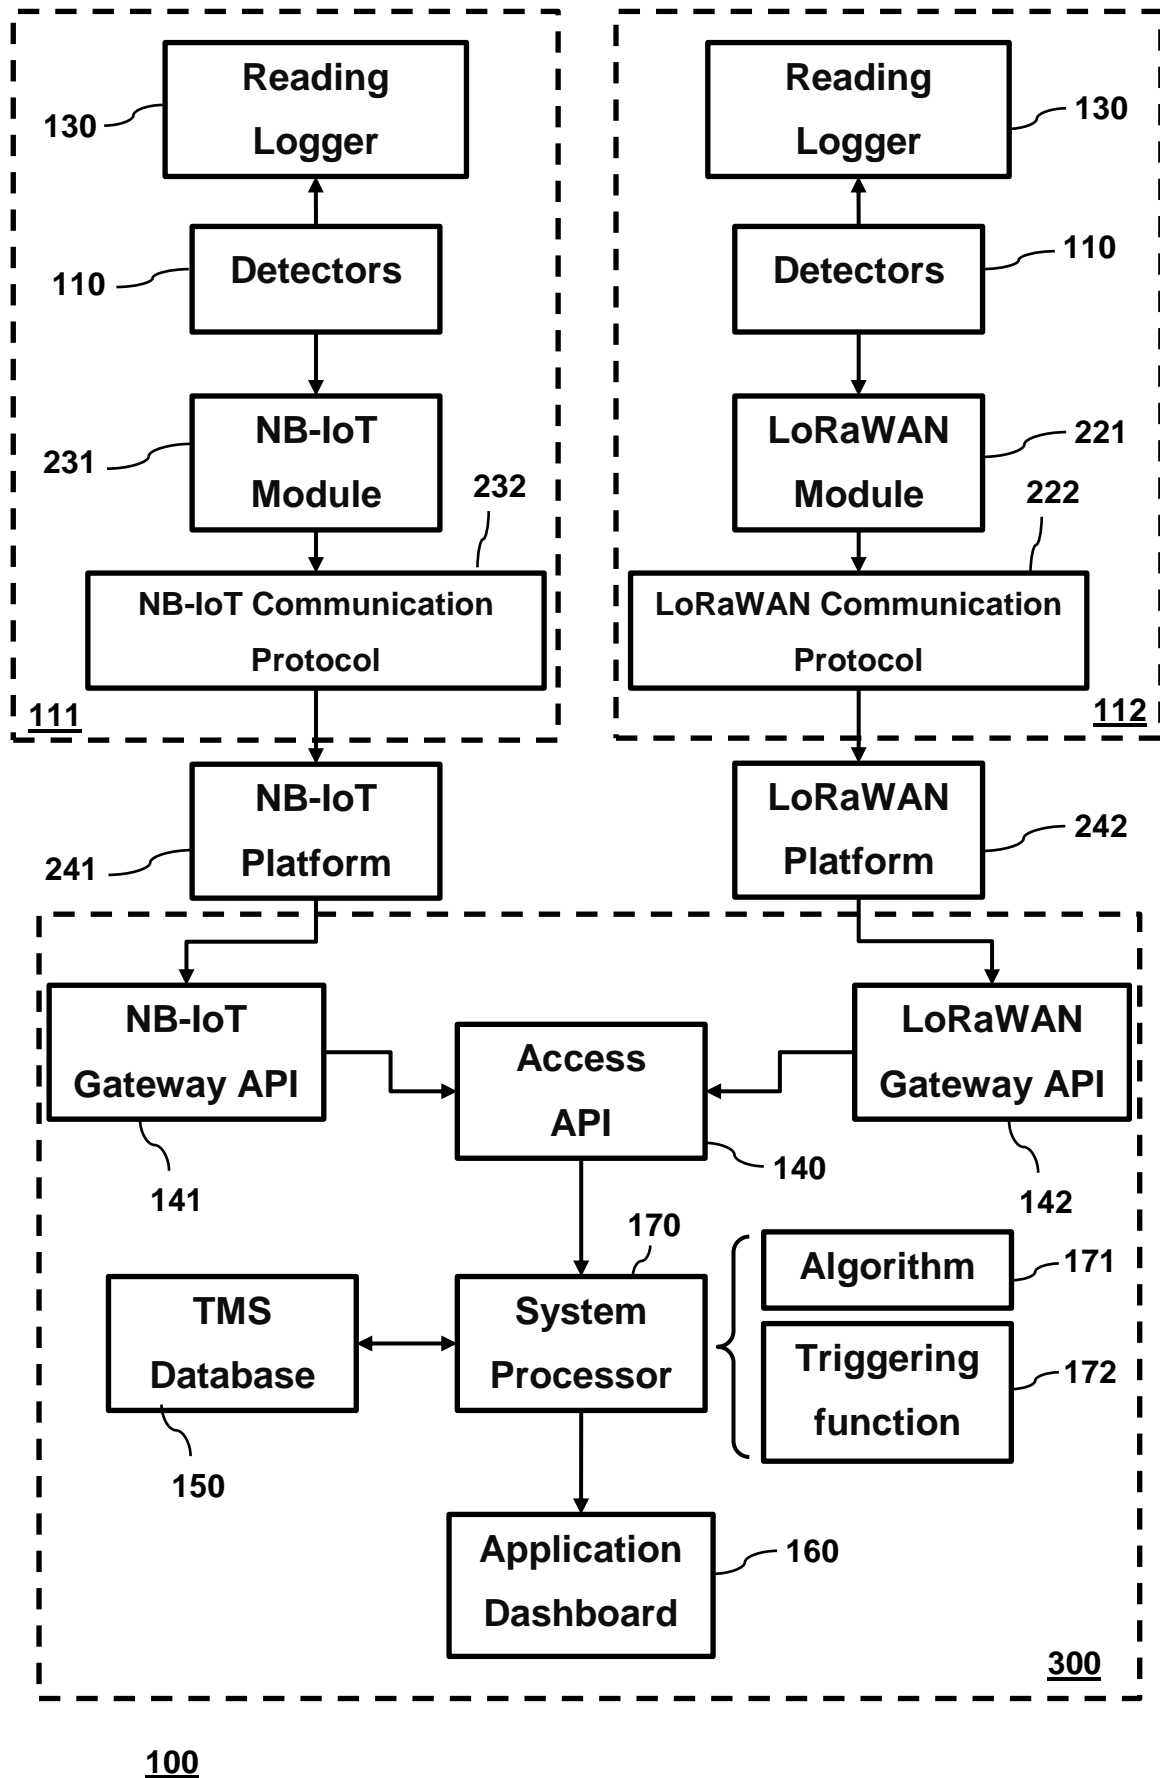 Reading
Logger
130
Detectors
110
NB-IoT
Module
231
232
NB-IoT Communication
Protocol
111
Reading
Logger
130
Detectors
110
LoRaWAN
Module
221
222
LoRaWAN Communication
Protocol
112
NB-IoT
Platform
241
LoRaWAN
Platform
242
NB-IoT
Gateway API
141
Access
API
140
LoRaWAN
Gateway API
142
170
TMS
Database
150
System
Processor
Algorithm
171
Triggering
function
172
Application
Dashboard
160
300
100